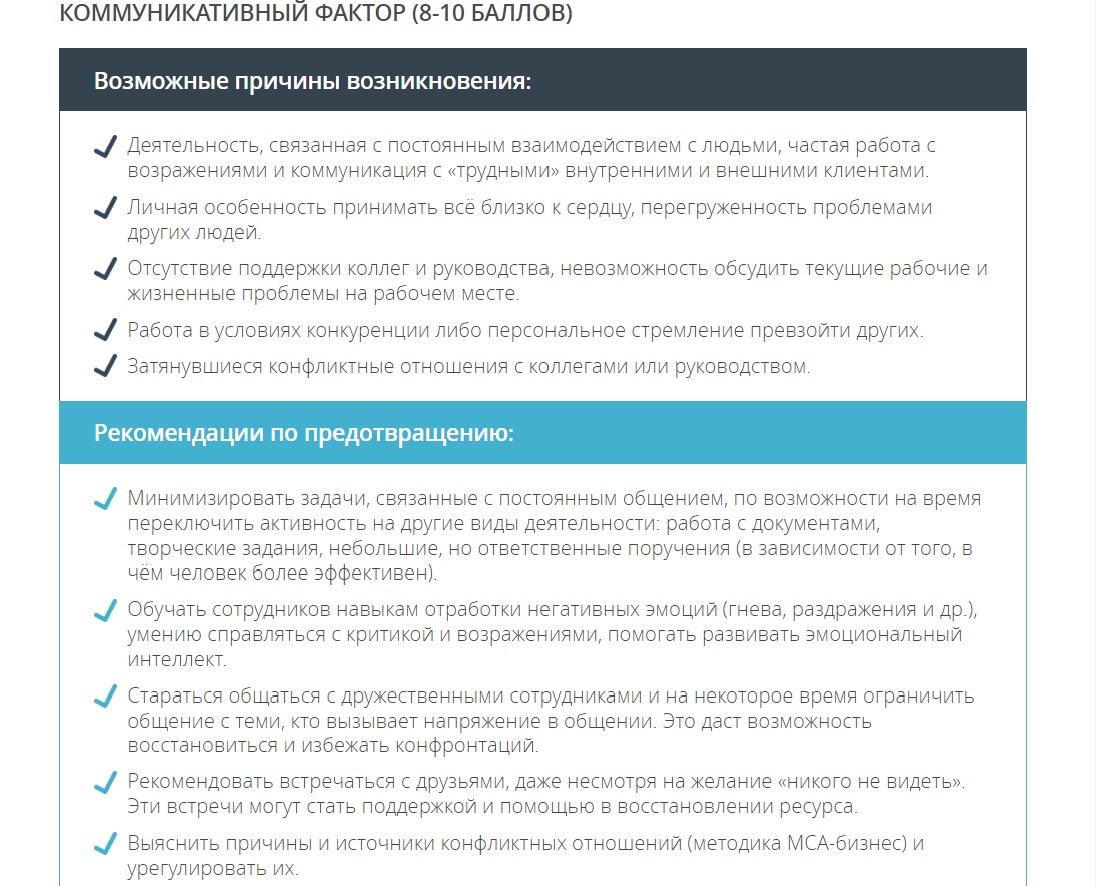 КОММУНИКАТИВНЫЙ ФАКТОР (8-10 БАЛЛОВ)
Возможные причины возникновения:
Деятельность, связанная с постоянным взаимодействием с людьми, частая работа с
возражениями и коммуникация с «трудными» внутренними и внешними клиентами.
Личная особенность принимать всё близко к сердцу, перегруженность проблемами
других людей.
Отсутствие поддержки коллег и руководства, невозможность обсудить текущие рабочие и
жизненные проблемы на рабочем месте.
Работа в условиях конкуренции либо персональное стремление превзойти других.
Затянувшиеся конфликтные отношения с коллегами или руководством.
Рекомендации по предотвращению:
Минимизировать задачи, связанные с постоянным общением, по возможности на время
переключить активность на другие виды деятельности: работа с документами,
творческие задания, небольшие, но ответственные поручения (в зависимости от того, в
чём человек более эффективен).
Обучать сотрудников навыкам отработки негативных эмоций (гнева, раздражения и др.),
умению справляться с критикой и возражениями, помогать развивать эмоциональный
интеллект.
Стараться общаться с дружественными сотрудниками и на некоторое время ограничить
общение с теми, кто вызывает напряжение в общении. Это даст возможность
восстановиться и избежать конфронтаций.
Рекомендовать встречаться с друзьями, даже несмотря на желание «никого не видеть».
Эти встречи могут стать поддержкой и помощью в восстановлении ресурса.
Выяснить причины и источники конфликтных отношений (методика МСА-бизнес) и
урегулировать их.